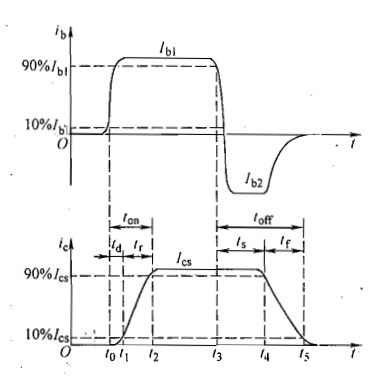 i_b
I_b1
90%I_b1
10%I_b1
O
t
I_b2
t_on
t_off
i_c
t_d
t_r
I_cs
t_s
t_f
90%I_cs
10%I_cs
O
t_0
t_1
t_2
t_3
t_4
t_5
t